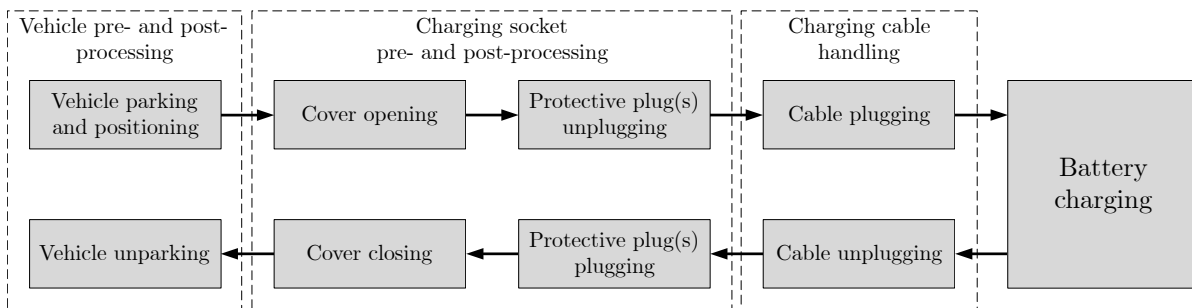 Vehicle pre- and post-
processing
Charging socket
pre- and post-processing
Charging cable
handling
Vehicle parking
and positioning
Cover opening
Protective plug(s)
unplugging
Cable plugging
Battery
charging
Vehicle unparking
Cover closing
Protective plug(s)
plugging
Cable unplugging